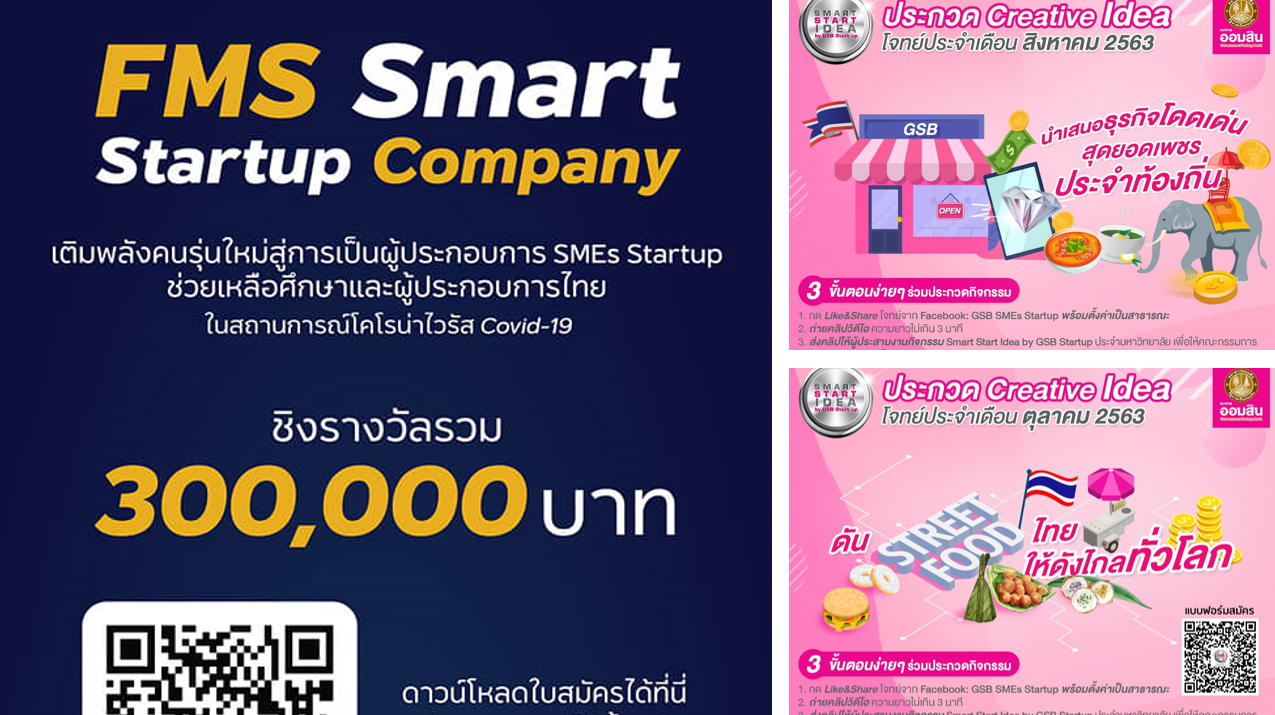 FMS Smart
Startup Company
เติมพลังคนรุ่นใหม่สู่การเป็นผู้ประกอบการ SMEs Startup
ช่วยเหลือศึกษาและผู้ประกอบการไทย
ในสถานการณ์โคโรน่าไวรัส Covid-19
ชิงรางวัลรวม
300,000 บาท
ดาวน์โหลดใบสมัครได้ที่นี่
SMART
START
IDEA
by GSB Start up
ประกวด Creative Idea
โจทย์ประจำเดือน สิงหาคม 2563
ออมสิน
GSB
OPEN
นำเสนอธุรกิจโดดเด่น
สุดยอดเพชร
ประจำท้องถิ่น
3 ขั้นตอนง่ายๆ ร่วมประกวดกิจกรรม
1. กด Like&Share โจทย์จาก Facebook: GSB SMEs Startup พร้อมตั้งค่าเป็นสาธารณะ
2. ถ่ายคลิปวิดีโอ ความยาวไม่เกิน 3 นาที
3. ส่งคลิปให้ผู้ประสานงานกิจกรรม Smart Start Idea by GSB Startup ประจำมหาวิทยาลัย เพื่อให้คณะกรรมการ
SMART
START
IDEA
by GSB Start up
ประกวด Creative Idea
โจทย์ประจำเดือน ตุลาคม 2563
ออมสิน
ดัน STREET FOOD ไทย
ให้ดังไกลทั่วโลก
แบบฟอร์มสมัคร
3 ขั้นตอนง่ายๆ ร่วมประกวดกิจกรรม
1. กด Like&Share โจทย์จาก Facebook: GSB SMEs Startup พร้อมตั้งค่าเป็นสาธารณะ
2. ถ่ายคลิปวิดีโอ ความยาวไม่เกิน 3 นาที